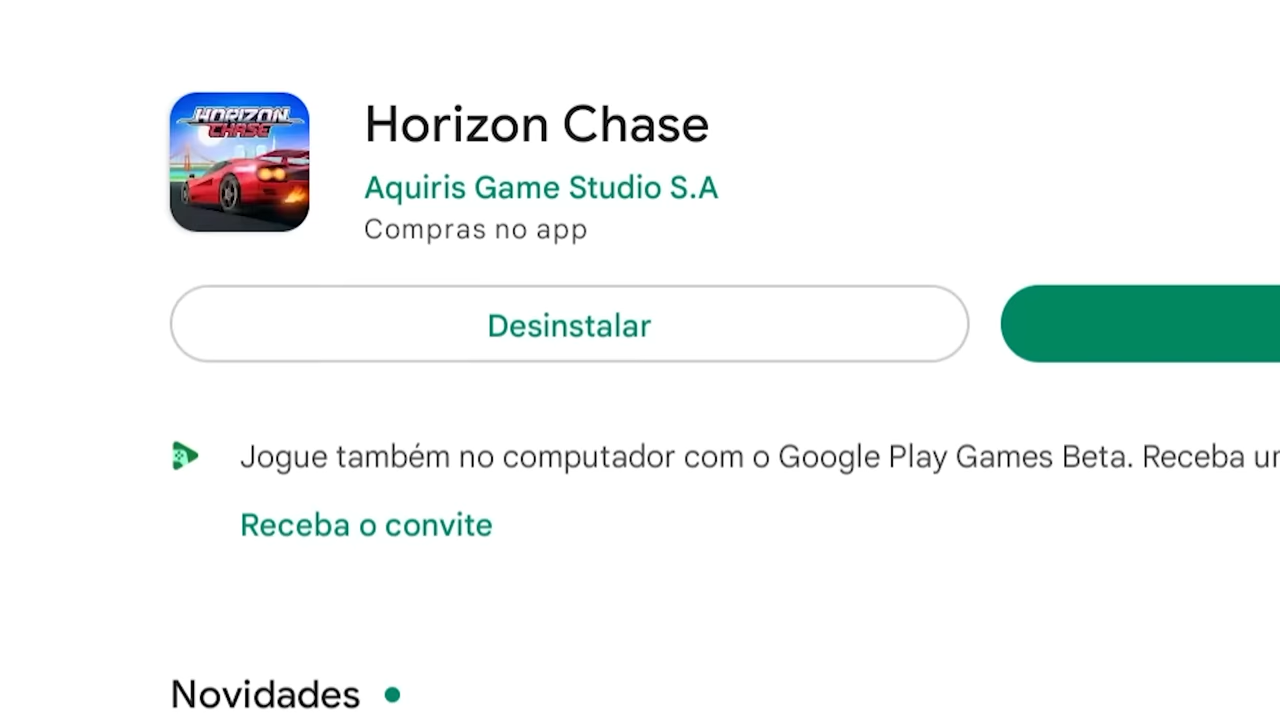 HORIZON
CHASE
Horizon Chase
Aquiris Game Studio S.A
Compras no app
Desinstalar
Jogue também no computador com o Google Play Games Beta. Receba
Receba o convite
Novidades